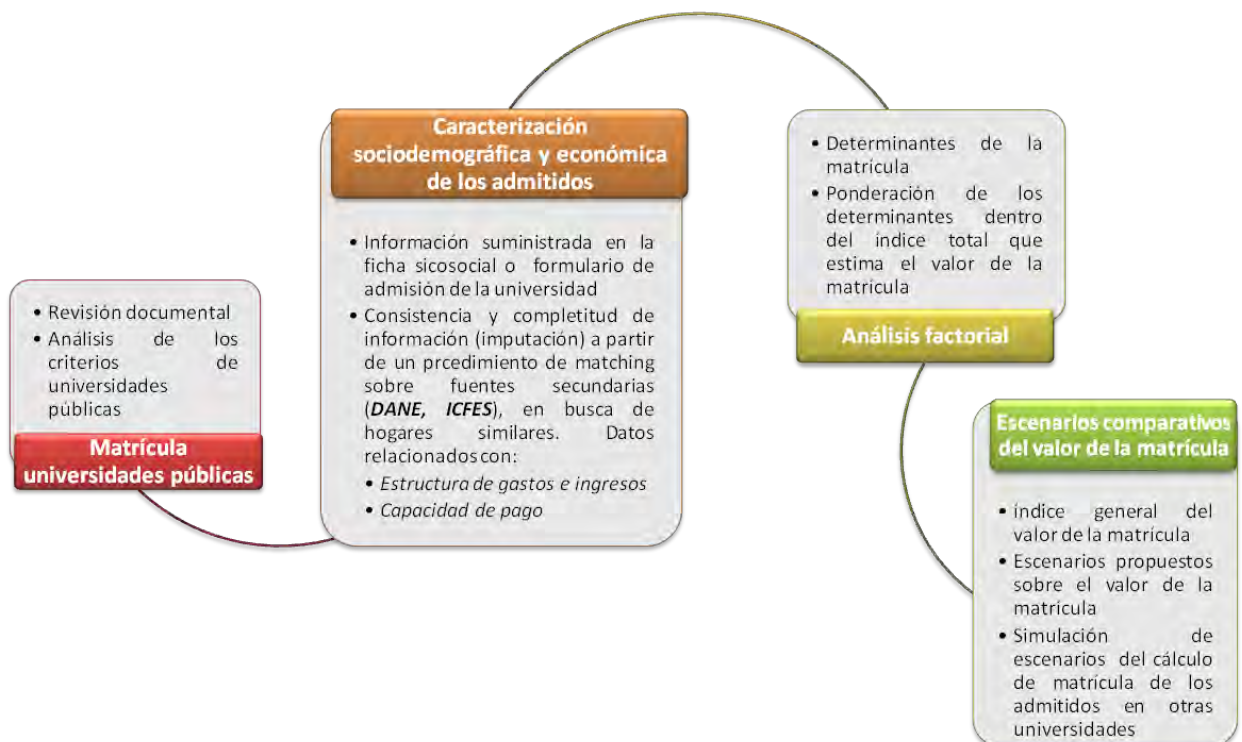 • Revisión documental
• Análisis de los
criterios de
universidades
públicas
Matrícula
universidades públicas
Caracterización
sociodemográfica y económica
de los admitidos
• Información suministrada en la
ficha sicosocial o formulario de
admisión de la universidad
• Consistencia y completitud de
información (imputación) a partir
de un prcedimiento de matching
sobre fuentes secundarias
(DANE, ICFES), en busca de
hogares similares. Datos
relacionados con:
• Estructura de gastos e ingresos
• Capacidad de pago
• Determinantes de la
matrícula
• Ponderación de los
determinantes dentro
del índice total que
estima el valor de la
matrícula
Análisis factorial
Escenarios comparativos
del valor de la matrícula
• índice general del
valor de la matrícula
• Escenarios propuestos
sobre el valor de la
matrícula
• Simulación de
escenarios del cálculo
de matrícula de los
admitidos en otras
universidades